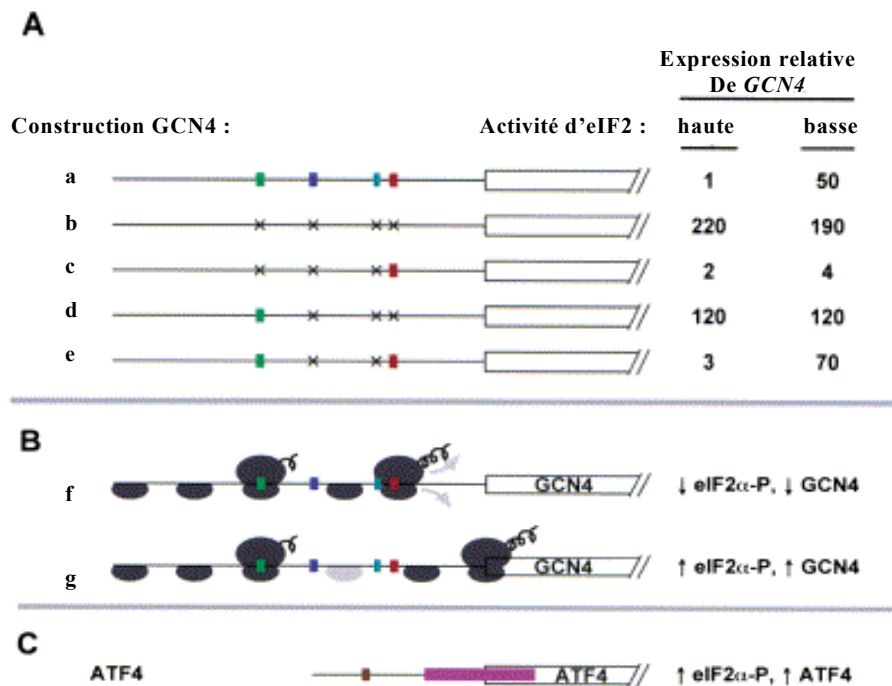 A
Expression relative
De GCN4
Construction GCN4 : Activité d'eIF2 : haute basse
a 1 50
b 220 190
c 2 4
d 120 120
e 3 70
B
f GCN4 ↓ eIF2α-P, ↓ GCN4
g GCN4 ↑ eIF2α-P, ↑ GCN4
C
ATF4 ATF4 ↑ eIF2α-P, ↑ ATF4